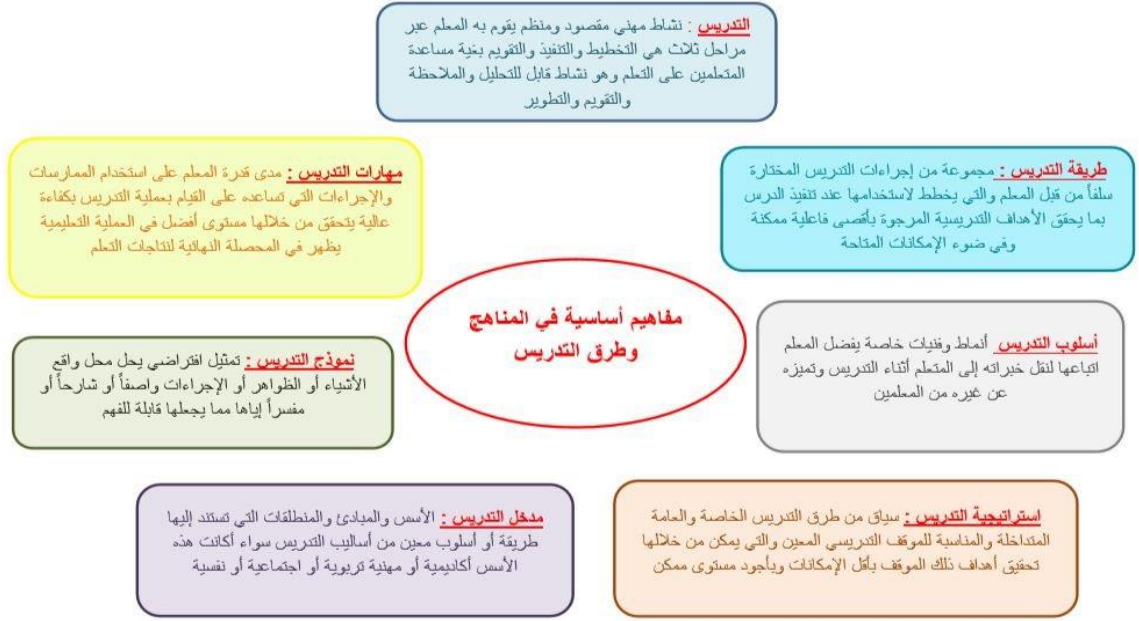 التدريس : نشاط مهني مقصود ومنظم يقوم به المعلم عبر
مراحل ثلاث هي التخطيط والتنفيذ والتقويم بغية مساعدة
المتعلمين على التعلم وهو نشاط قابل للتحليل والملاحظة
والتقويم والتطوير
طريقة التدريس : مجموعة من إجراءات التدريس المختارة
سلفاً من قبل المعلم والتي يخطط لاستخدامها عند تنفيذ الدرس
بما يحقق الأهداف التدريسية المرجوة بأقصى فاعلية ممكنة
وفي ضوء الإمكانات المتاحة
مهارات التدريس : مدى قدرة المعلم على استخدام الممارسات
والإجراءات التي تساعده على القيام بعملية التدريس بكفاءة
عالية يتحقق من خلالها مستوى أفضل في العملية التعليمية
يظهر في المحصلة النهائية لنتاجات التعلم
مفاهيم أساسية في المناهج
وطرق التدريس
أسلوب التدريس أنماط وفنيات خاصة يفضل المعلم
اتباعها لنقل خبراته إلى المتعلم أثناء التدريس وتميزه
عن غيره من المعلمين
نموذج التدريس : تمثيل افتراضي يحل محل واقع
الأشياء أو الظواهر أو الإجراءات واصفاً أو شارحاً أو
مفسراً إياها مما يجعلها قابلة للفهم
استراتيجية التدريس : سياق من طرق التدريس الخاصة والعامة
المتداخلة والمناسبة للموقف التدريسي المعين والتي يمكن من خلالها
تحقيق أهداف ذلك الموقف بأقل الإمكانات وبأجود مستوى ممكن
مدخل التدريس : الأسس والمبادئ والمنطلقات التي تستند إليها
طريقة أو أسلوب معين من أساليب التدريس سواء أكانت هذه
الأسس أكاديمية أو مهنية تربوية أو اجتماعية أو نفسية